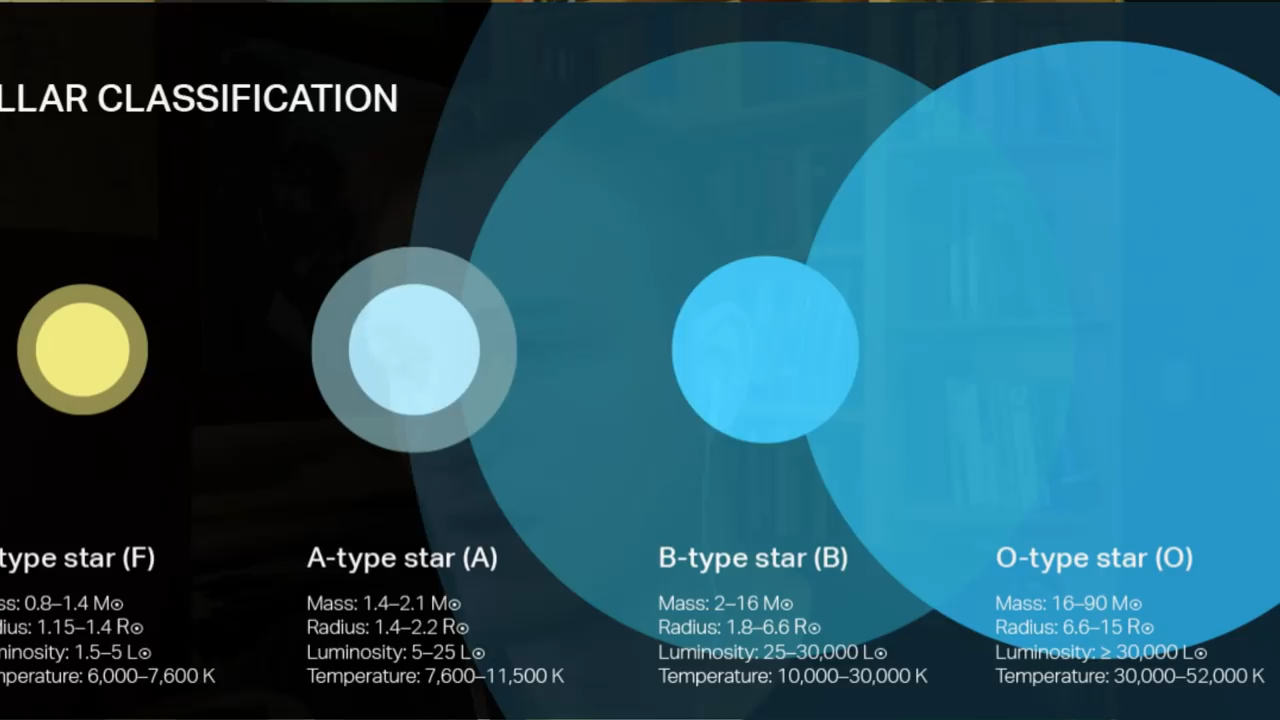 LLAR CLASSIFICATION
type star (F)
ss: 0.8–1.4 M☉
dius: 1.15–1.4 R☉
minosity: 1.5–5 L☉
mperature: 6,000–7,600 K
A-type star (A)
Mass: 1.4–2.1 M☉
Radius: 1.4–2.2 R☉
Luminosity: 5–25 L☉
Temperature: 7,600–11,500 K
B-type star (B)
Mass: 2–16 M☉
Radius: 1.8–6.6 R☉
Luminosity: 25–30,000 L☉
Temperature: 10,000–30,000 K
O-type star (O)
Mass: 16–90 M☉
Radius: 6.6–15 R☉
Luminosity: ≥ 30,000 L☉
Temperature: 30,000–52,000 K